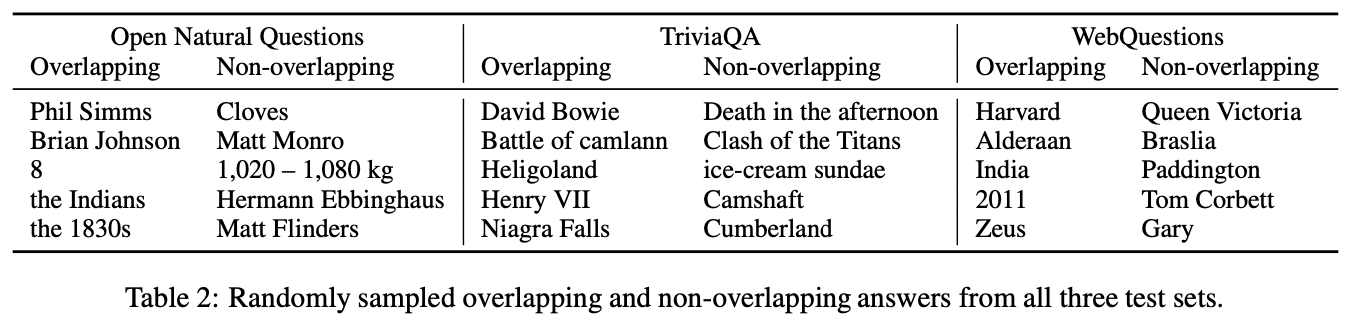 Open Natural Questions TriviaQA WebQuestions
Overlapping Non-overlapping Overlapping Non-overlapping Overlapping Non-overlapping
Phil Simms Cloves David Bowie Death in the afternoon Harvard Queen Victoria
Brian Johnson Matt Monro Battle of camlann Clash of the Titans Alderaan Braslia
8 1,020 – 1,080 kg Heligoland ice-cream sundae India Paddington
the Indians Hermann Ebbinghaus Henry VII Camshaft 2011 Tom Corbett
the 1830s Matt Flinders Niagra Falls Cumberland Zeus Gary
Table 2: Randomly sampled overlapping and non-overlapping answers from all three test sets.